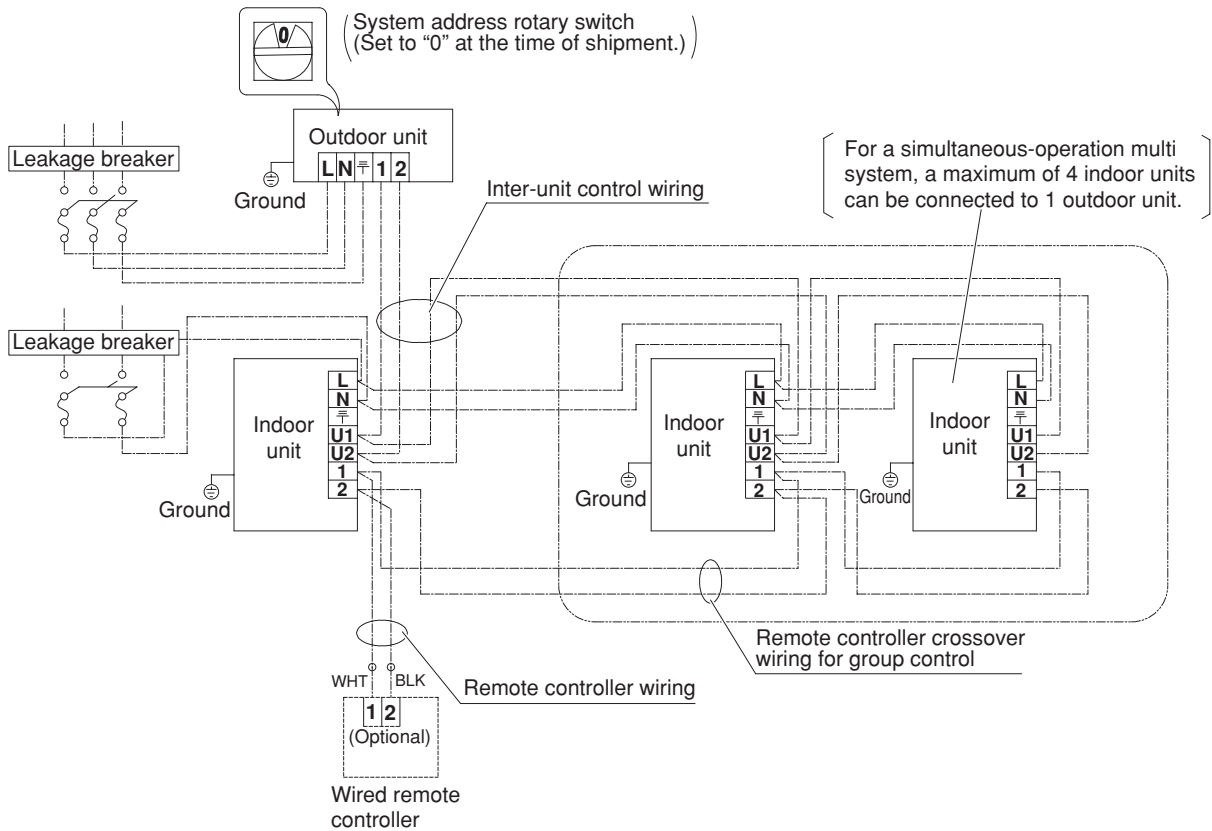 System address rotary switch
(Set to “0” at the time of shipment.)
0
Outdoor unit
L N 1 2
Ground
Leakage breaker
Inter-unit control wiring
For a simultaneous-operation multi
system, a maximum of 4 indoor units
can be connected to 1 outdoor unit.
Leakage breaker
Indoor
unit
L
N
U1
U2
1
2
Ground
Indoor
unit
L
N
U1
U2
1
2
Ground
Indoor
unit
L
N
U1
U2
1
2
Ground
Remote controller crossover
wiring for group control
WHT BLK
Remote controller wiring
1 2
(Optional)
Wired remote
controller